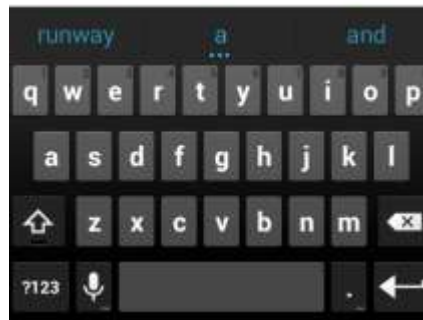 runway a and
q w e r t y u i o p
a s d f g h j k l
z x c v b n m
?123 .